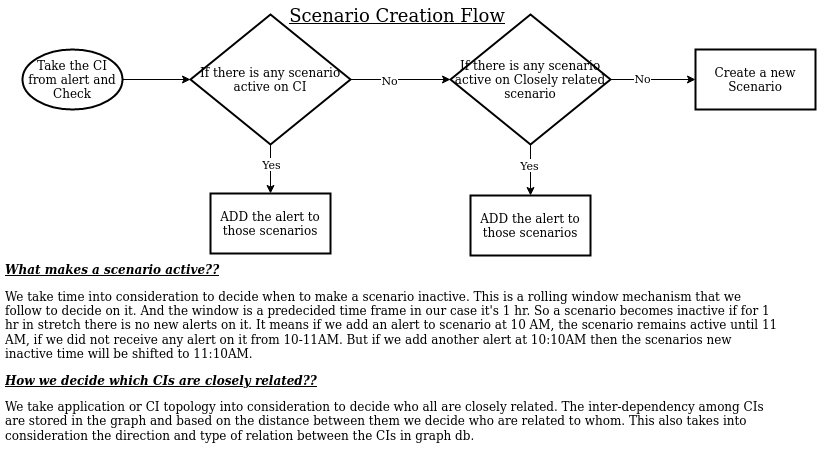 Scenario Creation Flow
Take the CI
from alert and
Check
If there is any scenario
active on CI
No
If there is any scenario
active on Closely related
scenario
No
Create a new
Scenario
Yes
Yes
ADD the alert to
those scenarios
ADD the alert to
those scenarios
What makes a scenario active??
We take time into consideration to decide when to make a scenario inactive. This is a rolling window mechanism that we
follow to decide on it. And the window is a predecided time frame in our case it's 1 hr. So a scenario becomes inactive if for 1
hr in stretch there is no new alerts on it. It means if we add an alert to scenario at 10 AM, the scenario remains active until 11
AM, if we did not receive any alert on it from 10-11AM. But if we add another alert at 10:10AM then the scenarios new
inactive time will be shifted to 11:10AM.
How we decide which CIs are closely related??
We take application or CI topology into consideration to decide who all are closely related. The inter-dependency among CIs
are stored in the graph and based on the distance between them we decide who are related to whom. This also takes into
consideration the direction and type of relation between the CIs in graph db.